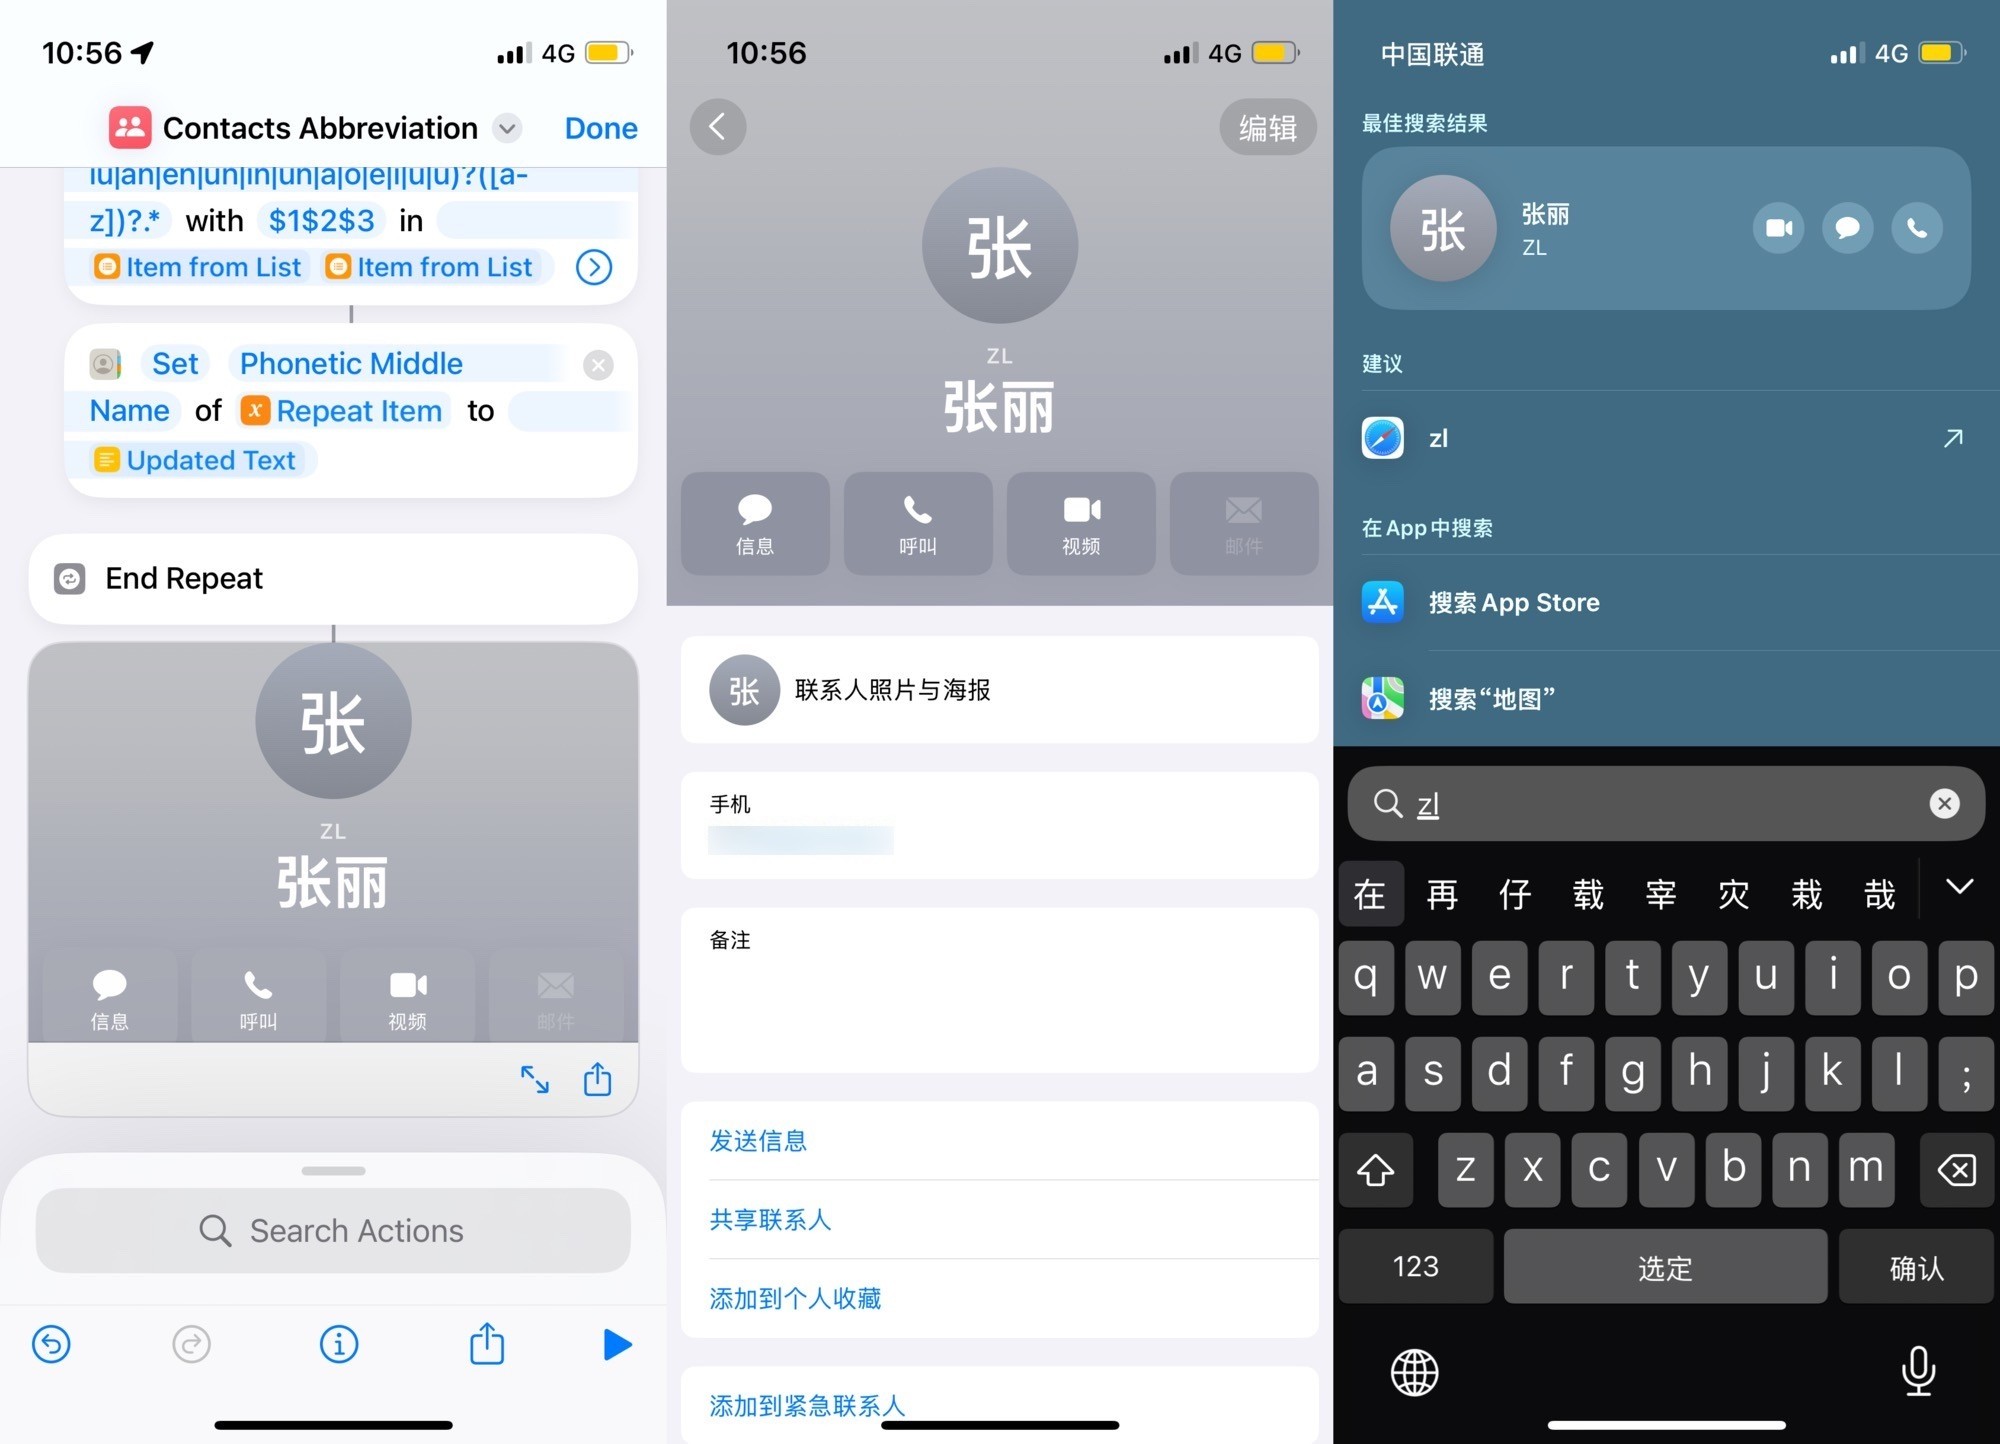 10:56
4G
Contacts Abbreviation
Done
iu|an|en|un|in|un|a|o|e|i|u|u)?([a-
z])?.* with $1$2$3 in
Item from List Item from List
Set Phonetic Middle
Name of x Repeat Item to
Updated Text
End Repeat
张
ZL
张丽
信息
呼叫
视频
邮件
Search Actions
10:56
4G
编辑
张
ZL
张丽
信息
呼叫
视频
邮件
张
联系人照片与海报
手机
备注
发送信息
共享联系人
添加到个人收藏
添加到紧急联系人
中国联通
4G
最佳搜索结果
张
张丽
ZL
建议
zl
在App中搜索
搜索App Store
搜索“地图”
zl
在 再 仔 载 宰 灾 栽 哉
q w e r t y u i o p
a s d f g h j k l ;
z x c v b n m
123
选定
确认